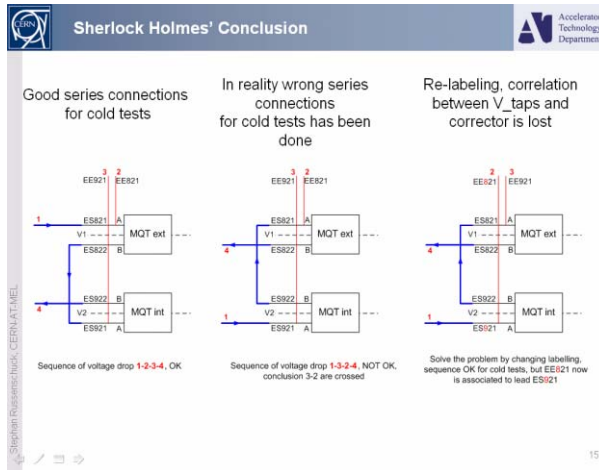 CERN
Sherlock Holmes' Conclusion
Accelerator
Technology
Department
Good series connections
for cold tests
In reality wrong series
connections
for cold tests has been
done
Re-labeling, correlation
between V_taps and
corrector is lost
3 2
EE921 EE821
1
ES821 A
V1
MQT ext
ES822 B
ES922 B
4
V2
MQT int
ES921 A
Sequence of voltage drop 1-2-3-4, OK
3 2
EE921 EE821
ES821 A
V1
MQT ext
4
ES822 B
ES922 B
V2
MQT int
1
ES921 A
Sequence of voltage drop 1-3-2-4, NOT OK,
conclusion 3-2 are crossed
2 3
EE821 EE921
ES821 A
V1
MQT ext
4
ES822 B
ES922 B
V2
MQT int
1
ES921 A
Solve the problem by changing labelling,
sequence OK for cold tests, but EE821 now
is associated to lead ES921
Stephan Russenschuck, CERN-AT-MEL
15